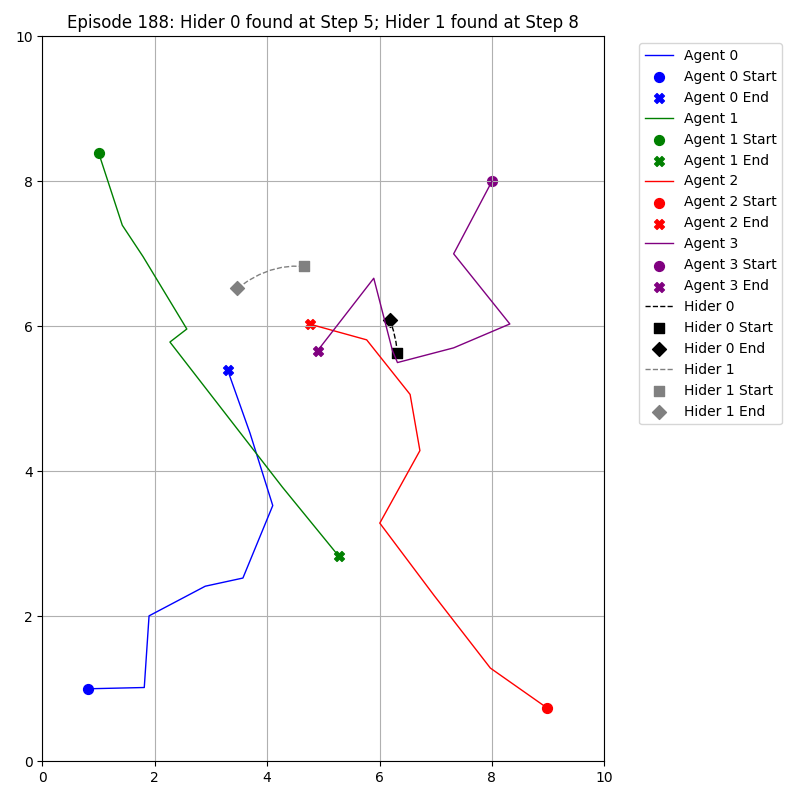 Episode 188: Hider 0 found at Step 5; Hider 1 found at Step 8
10
8
6
4
2
0
0 2 4 6 8 10
Agent 0
Agent 0 Start
Agent 0 End
Agent 1
Agent 1 Start
Agent 1 End
Agent 2
Agent 2 Start
Agent 2 End
Agent 3
Agent 3 Start
Agent 3 End
Hider 0
Hider 0 Start
Hider 0 End
Hider 1
Hider 1 Start
Hider 1 End